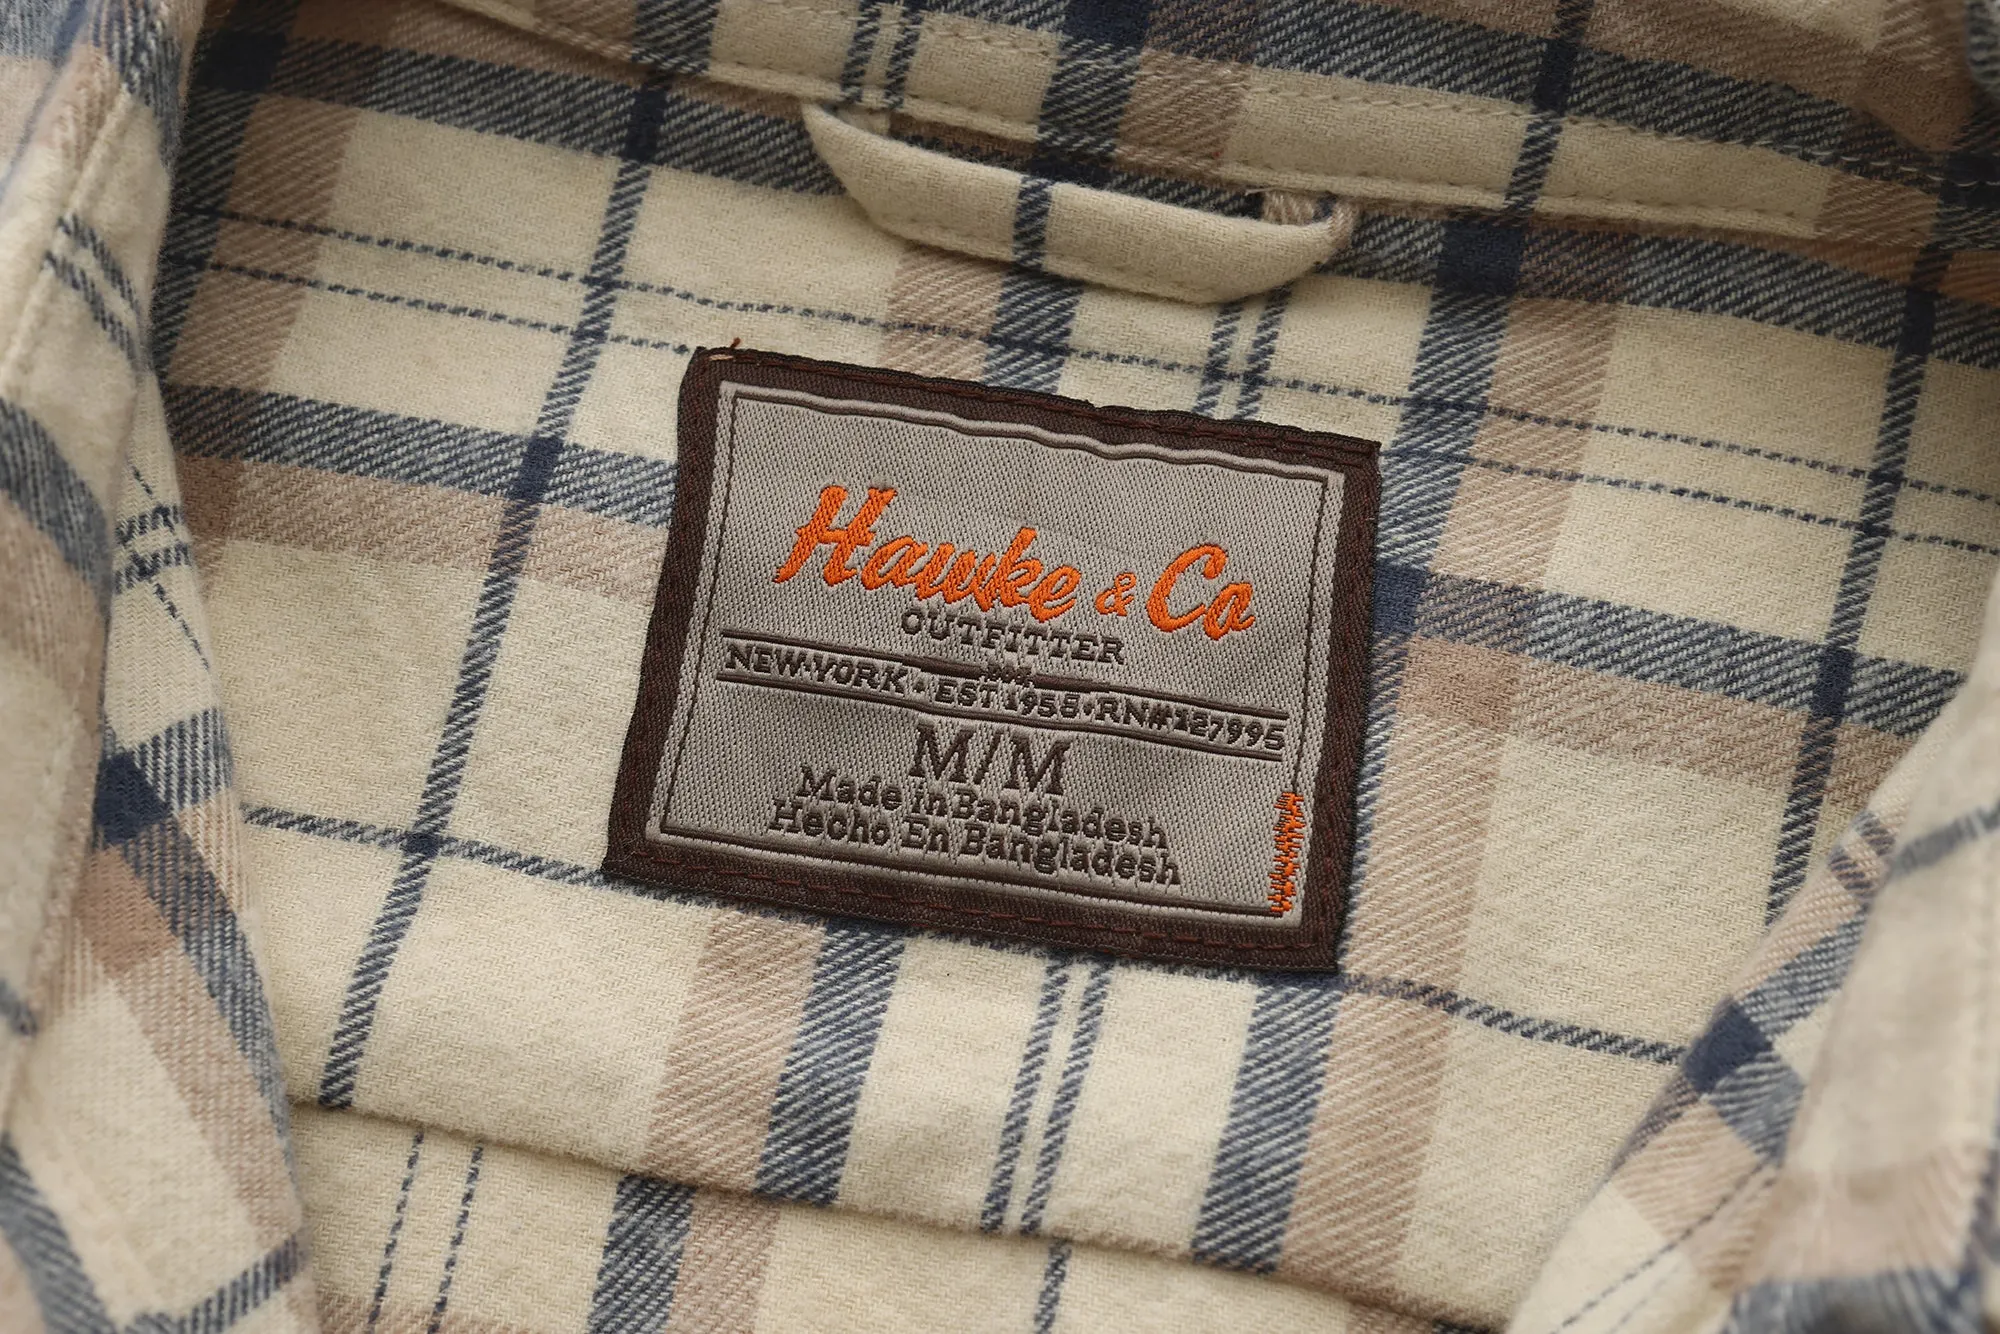 Hawke & Co
OUTFITTER
NEW·YORK · EST 1958·RN#127995
M/M
Made in Bangladesh
Hecho En Bangladesh